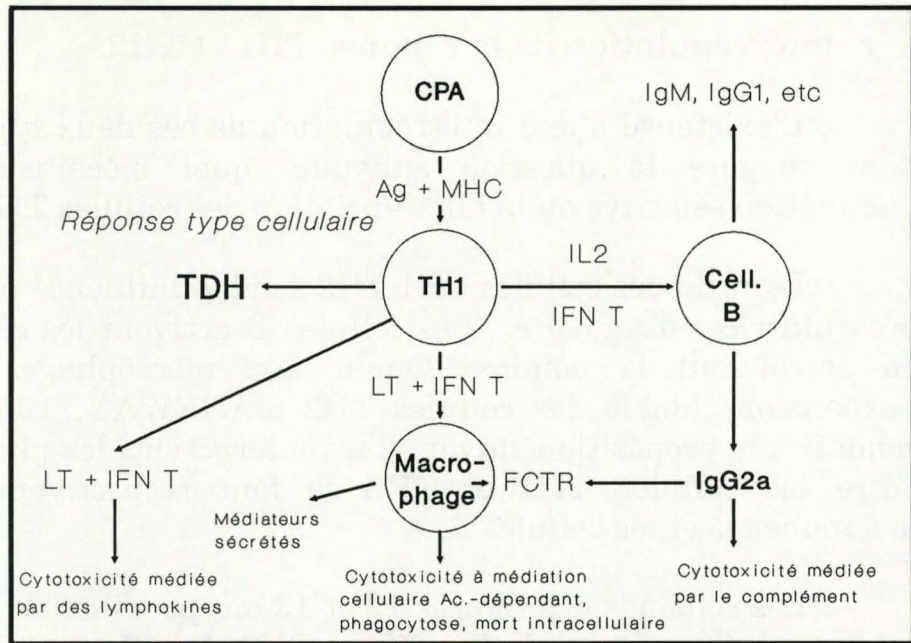 CPA
IgM, IgG1, etc
Ag + MHC
Réponse type cellulaire
TDH
TH1
IL2
IFN T
Cell.
B
LT + IFN T
Macro-
phage
FCTR
IgG2a
LT + IFN T
Médiateurs
sécrétés
Cytotoxicité médiée
par des lymphokines
Cytotoxicité à médiation
cellulaire Ac.-dépendant,
phagocytose, mort intracellulaire
Cytotoxicité médiée
par le complément